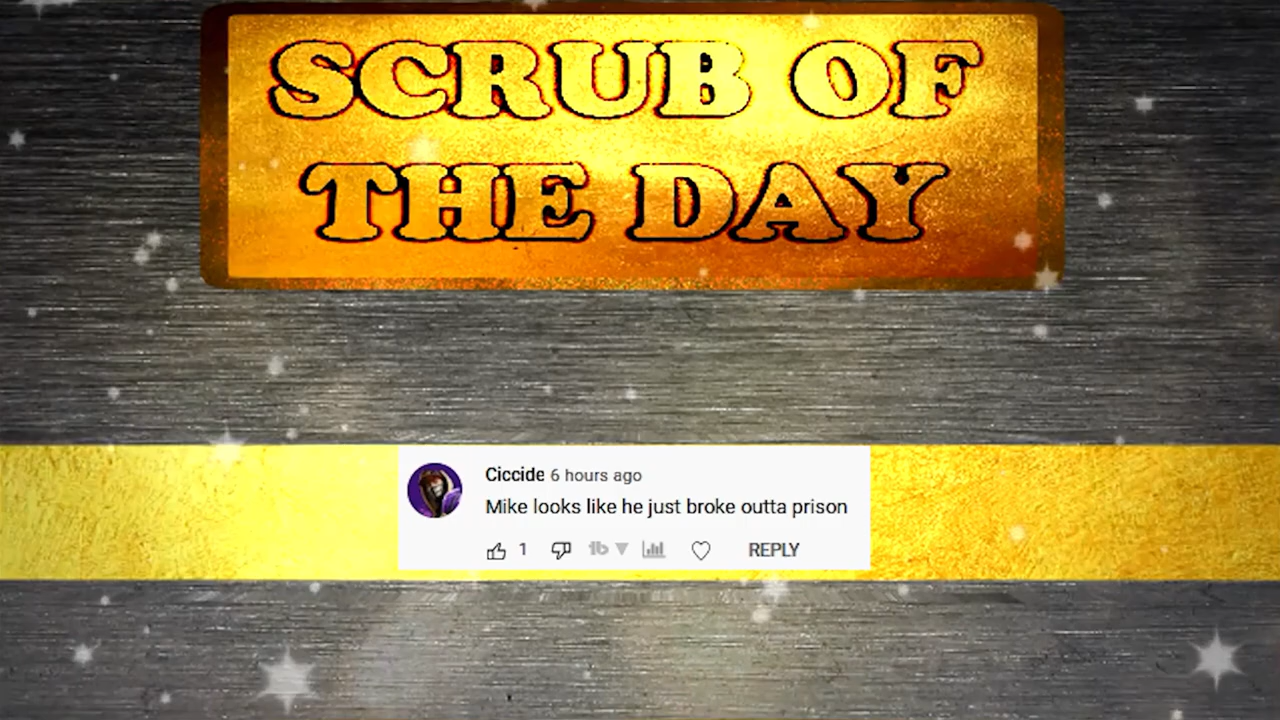 SCRUB OF
THE DAY
Ciccide 6 hours ago
Mike looks like he just broke outta prison
1 REPLY